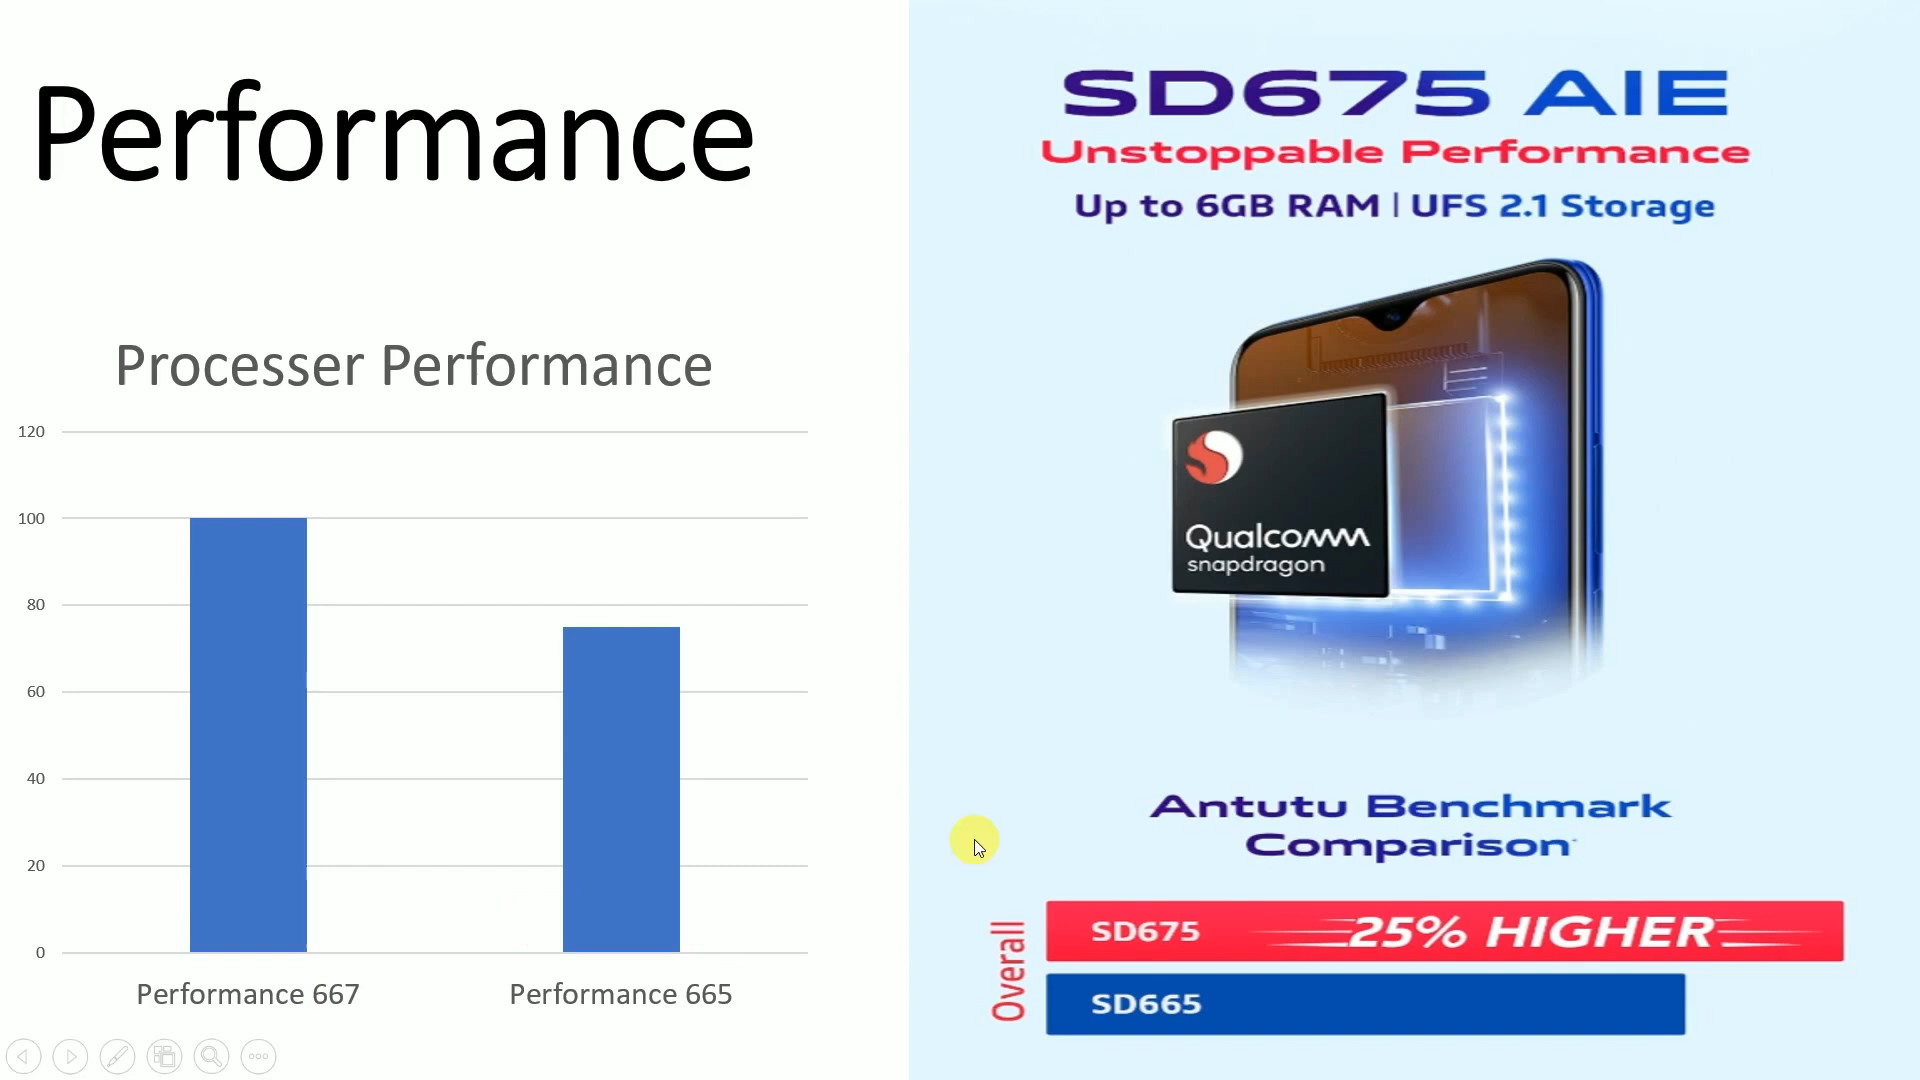 Performance
Processer Performance
120
100
80
60
40
20
0
Performance 667
Performance 665
SD675 AIE
Unstoppable Performance
Up to 6GB RAM | UFS 2.1 Storage
Qualcomm
snapdragon
Antutu Benchmark
Comparison
Overall
SD675 25% HIGHER
SD665